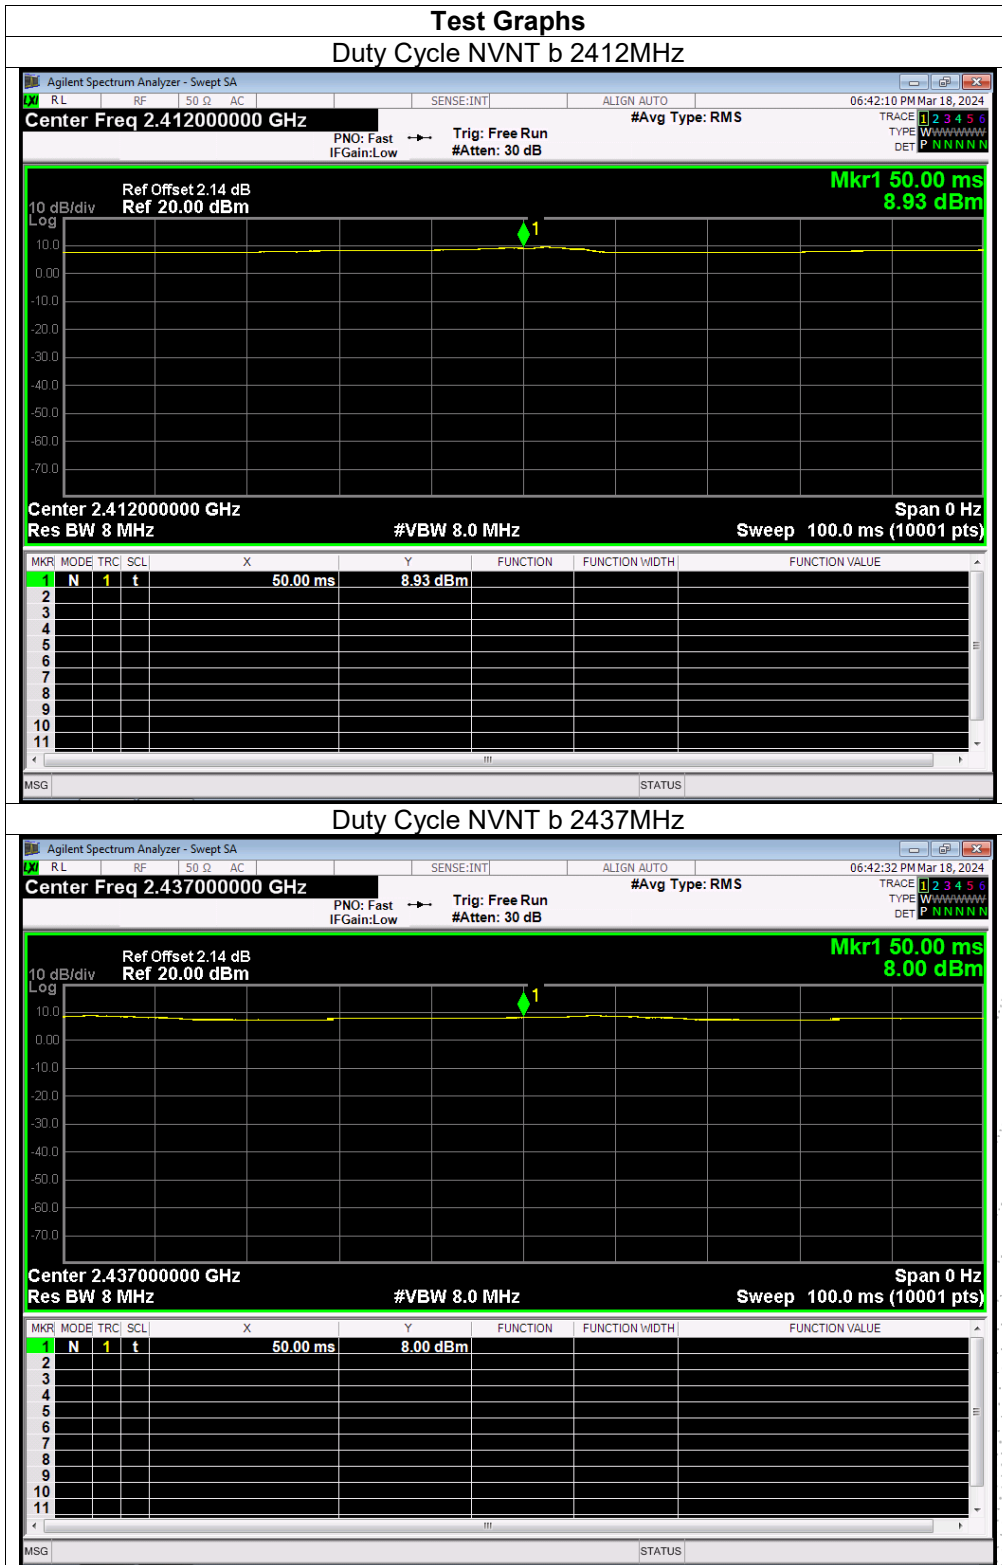 Test Graphs
Duty Cycle NVNT b 2412MHz
Agilent Spectrum Analyzer - Swept SA
LXI RL RF 50 Ω AC SENSE:INT ALIGN AUTO 06:42:10 PM Mar 18, 2024
Center Freq 2.412000000 GHz #Avg Type: RMS TRACE 1 2 3 4 5 6
PNO: Fast Trig: Free Run TYPE WWWWWW
IFGain:Low #Atten: 30 dB DET P N N N N N
Mkr1 50.00 ms
Ref Offset 2.14 dB
10 dB/div Ref 20.00 dBm 8.93 dBm
Log
1
10.0
0.00
-10.0
-20.0
-30.0
-40.0
-50.0
-60.0
-70.0
Center 2.412000000 GHz Span 0 Hz
Res BW 8 MHz #VBW 8.0 MHz Sweep 100.0 ms (10001 pts)
MKR MODE TRC SCL X Y FUNCTION FUNCTION WIDTH FUNCTION VALUE
1 N 1 t 50.00 ms 8.93 dBm
2
3
4
5
6
7
8
9
10
11
MSG STATUS
Duty Cycle NVNT b 2437MHz
Agilent Spectrum Analyzer - Swept SA
LXI RL RF 50 Ω AC SENSE:INT ALIGN AUTO 06:42:32 PM Mar 18, 2024
Center Freq 2.437000000 GHz #Avg Type: RMS TRACE 1 2 3 4 5 6
PNO: Fast Trig: Free Run TYPE WWWWWW
IFGain:Low #Atten: 30 dB DET P N N N N N
Mkr1 50.00 ms
Ref Offset 2.14 dB
10 dB/div Ref 20.00 dBm 8.00 dBm
Log
1
10.0
0.00
-10.0
-20.0
-30.0
-40.0
-50.0
-60.0
-70.0
Center 2.437000000 GHz Span 0 Hz
Res BW 8 MHz #VBW 8.0 MHz Sweep 100.0 ms (10001 pts)
MKR MODE TRC SCL X Y FUNCTION FUNCTION WIDTH FUNCTION VALUE
1 N 1 t 50.00 ms 8.00 dBm
2
3
4
5
6
7
8
9
10
11
MSG STATUS